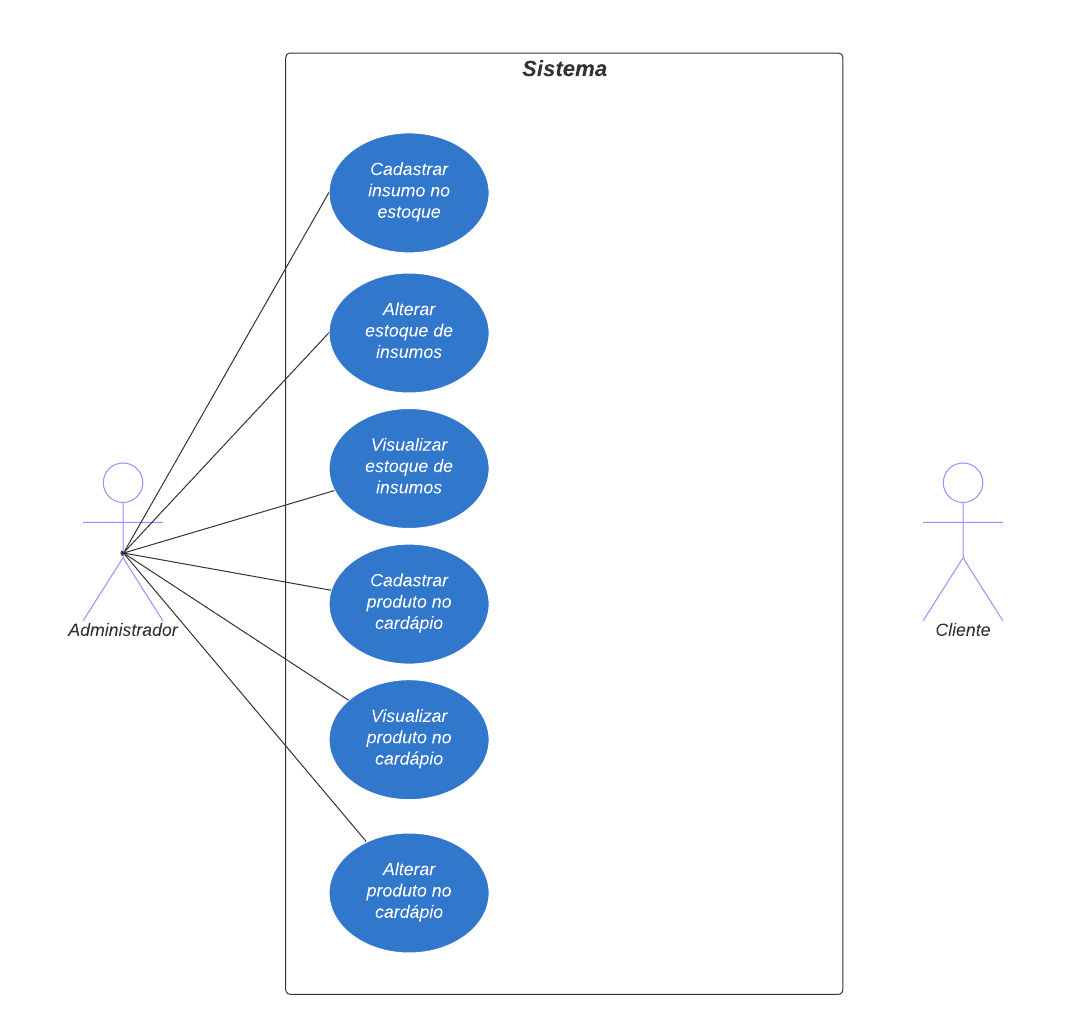 Sistema
Cadastrar
insumo no
estoque
Alterar
estoque de
insumos
Visualizar
estoque de
insumos
Cadastrar
produto no
cardápio
Visualizar
produto no
cardápio
Alterar
produto no
cardápio
Administrador
Cliente